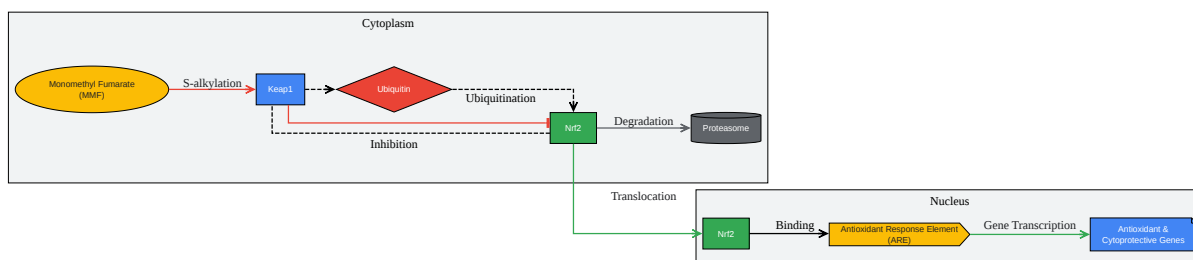 Cytoplasm
Monomethyl Fumarate
(MMF)
S-alkylation
Keap1
Ubiquitin
Ubiquitination
Nrf2
Inhibition
Degradation
Proteasome
Translocation
Nucleus
Nrf2
Binding
Antioxidant Response Element
(ARE)
Gene Transcription
Antioxidant &
Cytoprotective Genes